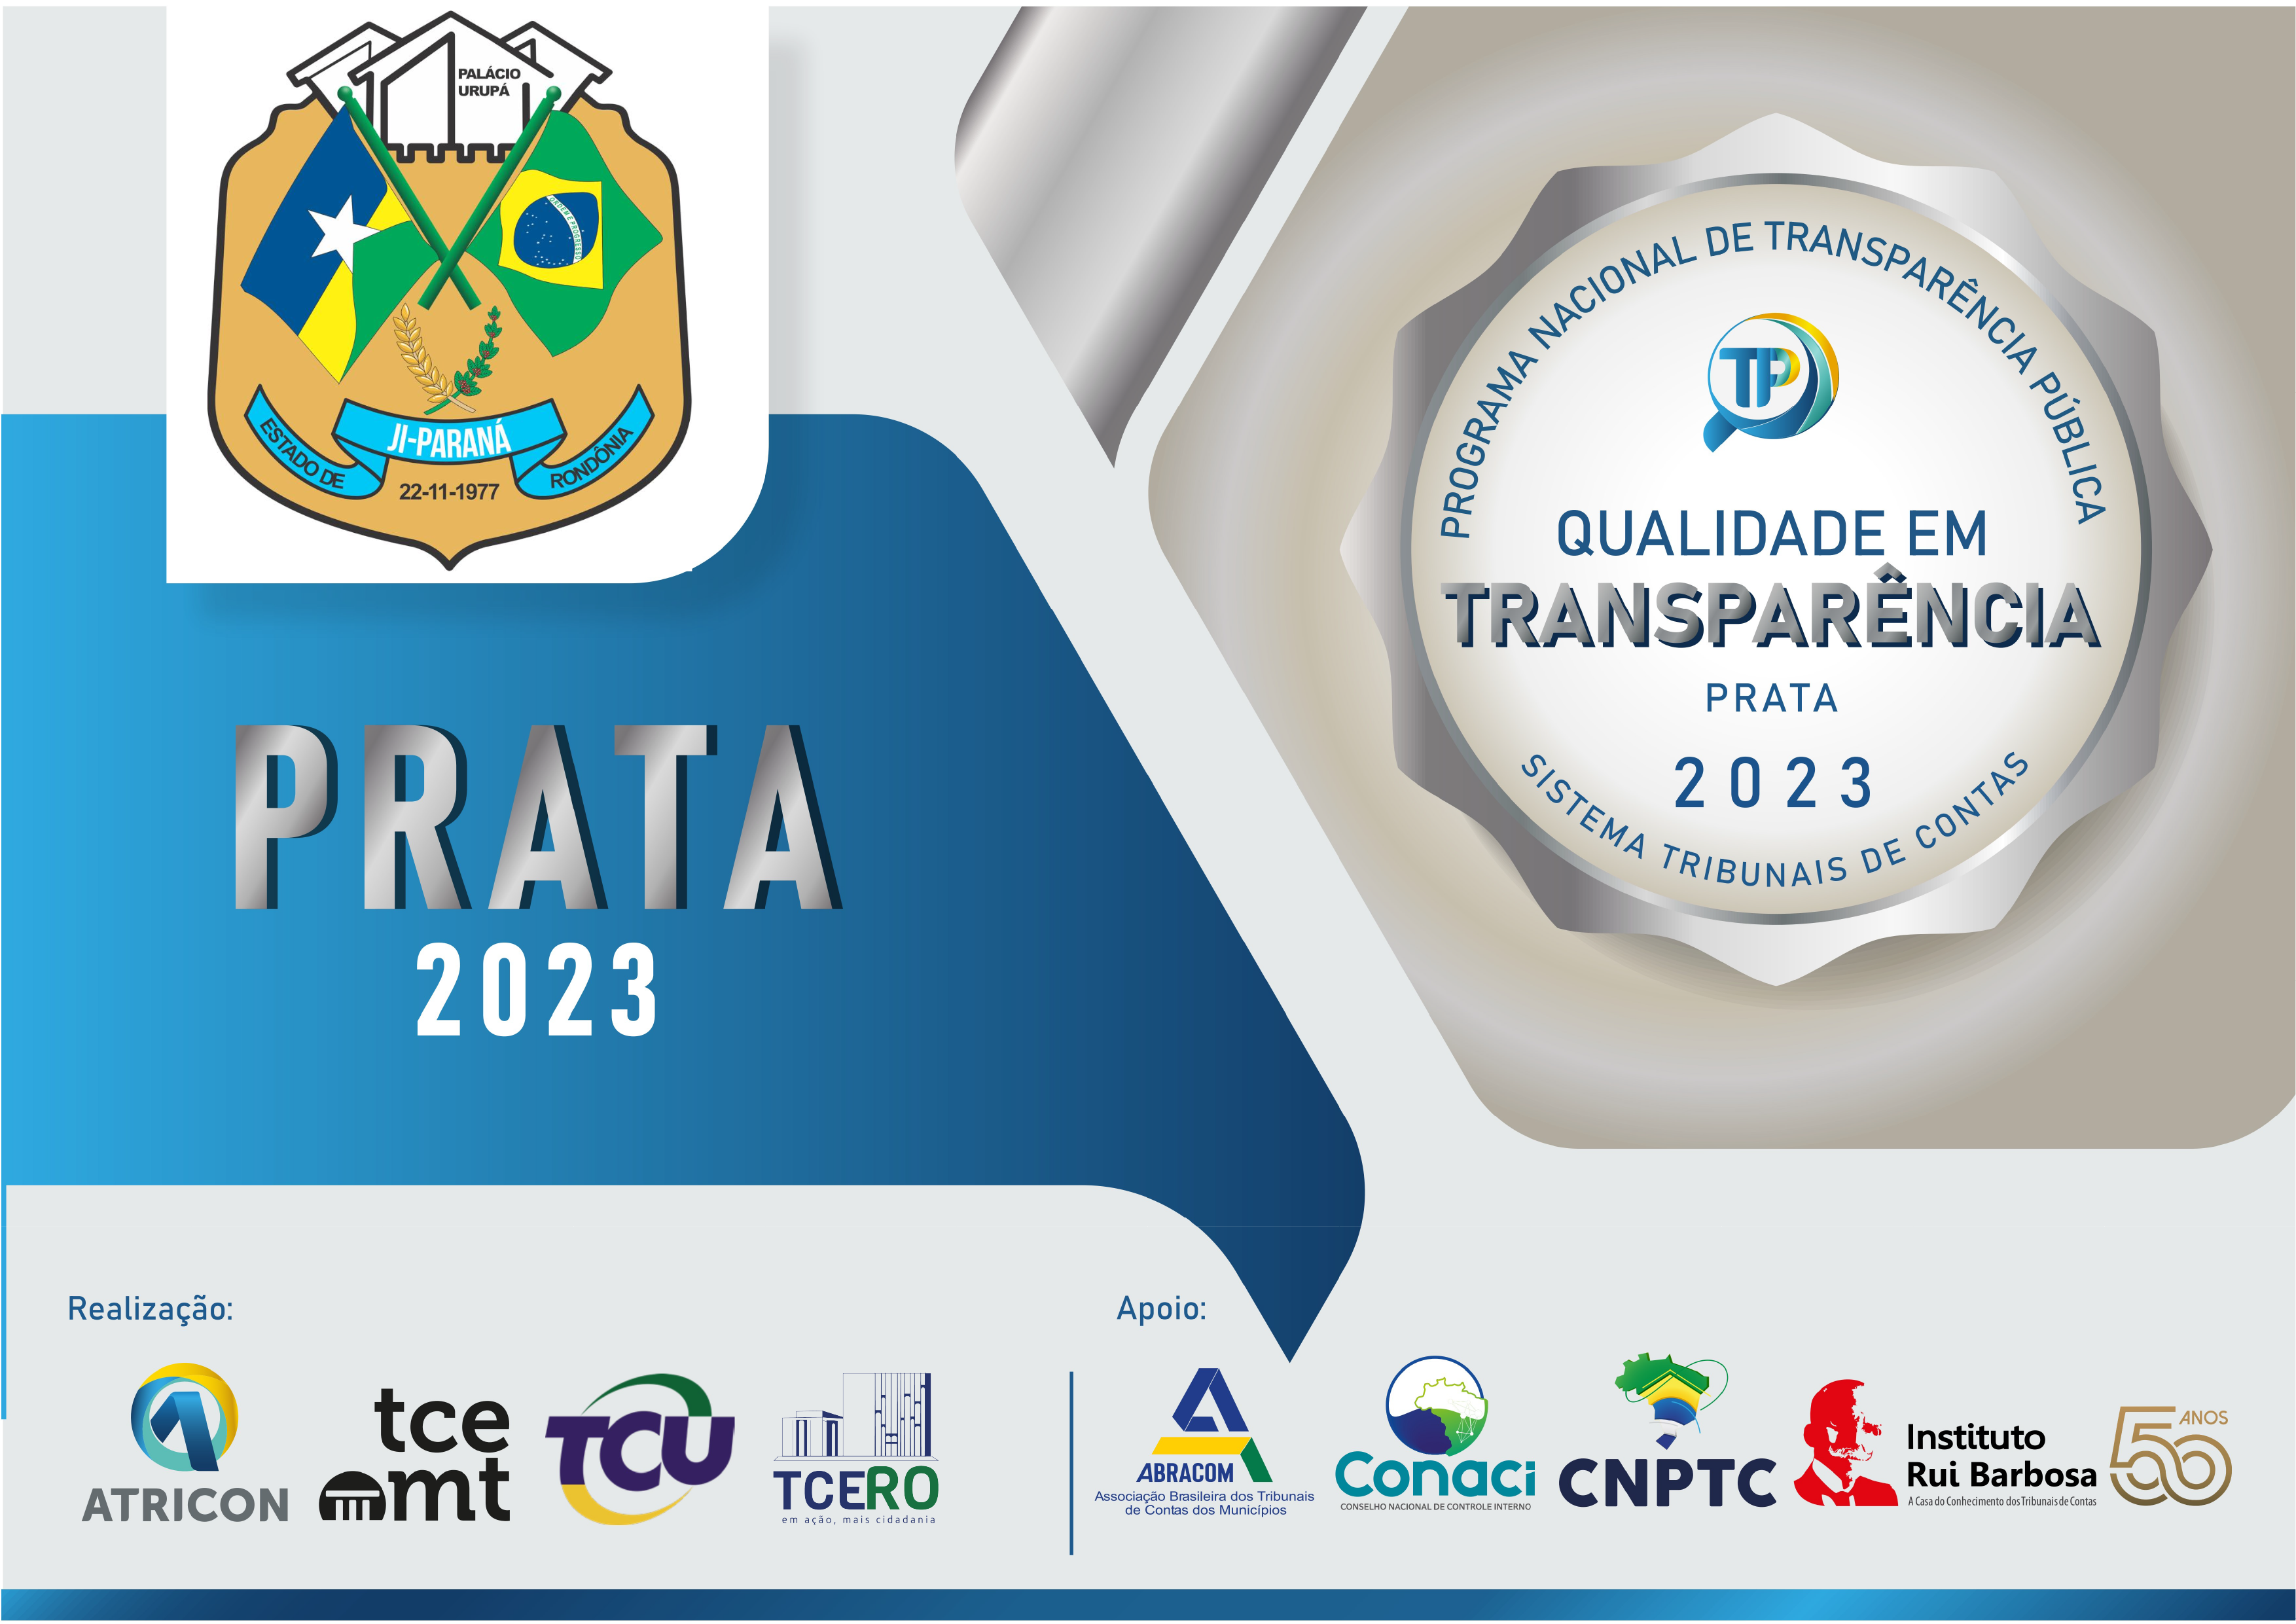 PALÁCIO
URUPÁ
ORDEM E PROGRESSO
ESTADO DE
JI-PARANÁ
RONDÔNIA
22-11-1977
PRATA
2023
PROGRAMA NACIONAL DE TRANSPARÊNCIA PÚBLICA
TP
QUALIDADE EM
TRANSPARÊNCIA
PRATA
2023
SISTEMA TRIBUNAIS DE CONTAS
Realização:
ATRICON
tce
mt
TCU
TCERO
em ação, mais cidadania
Apoio:
ABRACOM
Associação Brasileira dos Tribunais
de Contas dos Municípios
Conaci
CONSELHO NACIONAL DE CONTROLE INTERNO
CNPTC
Instituto
Rui Barbosa
A Casa do Conhecimento dos Tribunais de Contas
50 ANOS